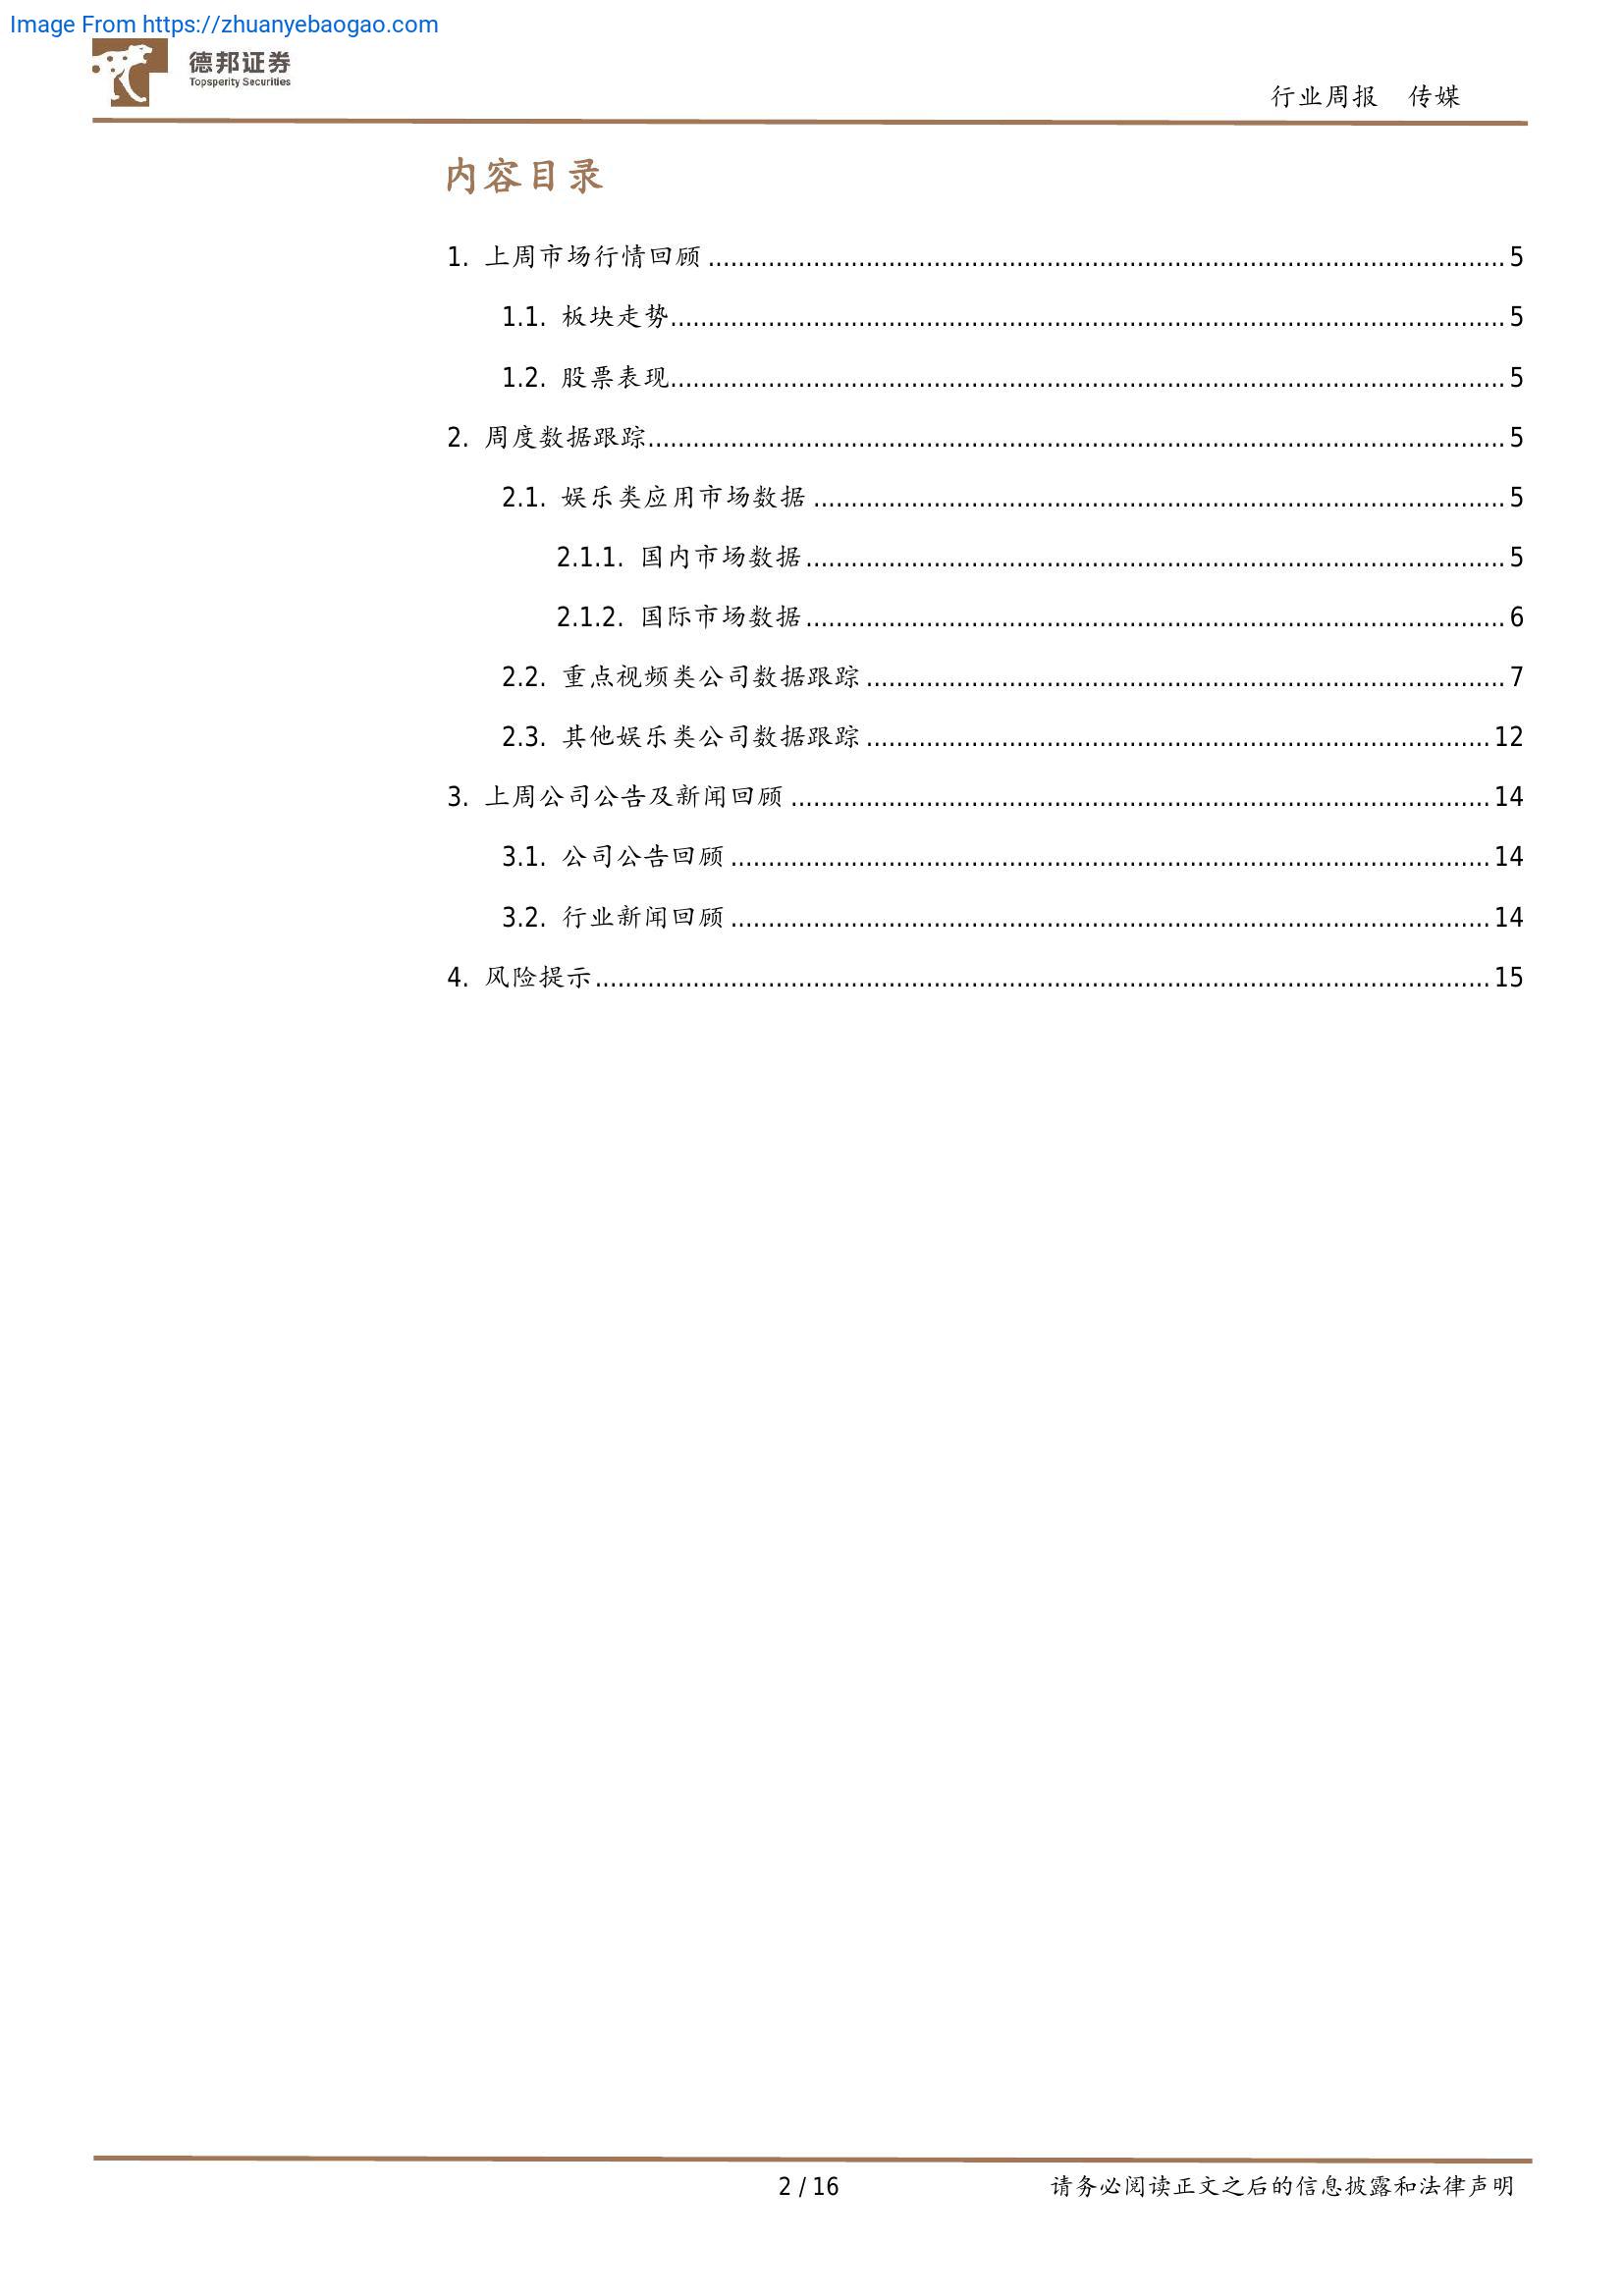 Image From https://zhuanyebaogao.com
德邦证券
Topsperity Securities
行业周报 传媒
内容目录
1. 上周市场行情回顾 ........................................ 5
1.1. 板块走势 ........................................ 5
1.2. 股票表现 ........................................ 5
2. 周度数据跟踪 ........................................ 5
2.1. 娱乐类应用市场数据 ........................................ 5
2.1.1. 国内市场数据 ........................................ 5
2.1.2. 国际市场数据 ........................................ 6
2.2. 重点视频类公司数据跟踪 ........................................ 7
2.3. 其他娱乐类公司数据跟踪 ........................................ 12
3. 上周公司公告及新闻回顾 ........................................ 14
3.1. 公司公告回顾 ........................................ 14
3.2. 行业新闻回顾 ........................................ 14
4. 风险提示 ........................................ 15
2 / 16 请务必阅读正文之后的信息披露和法律声明